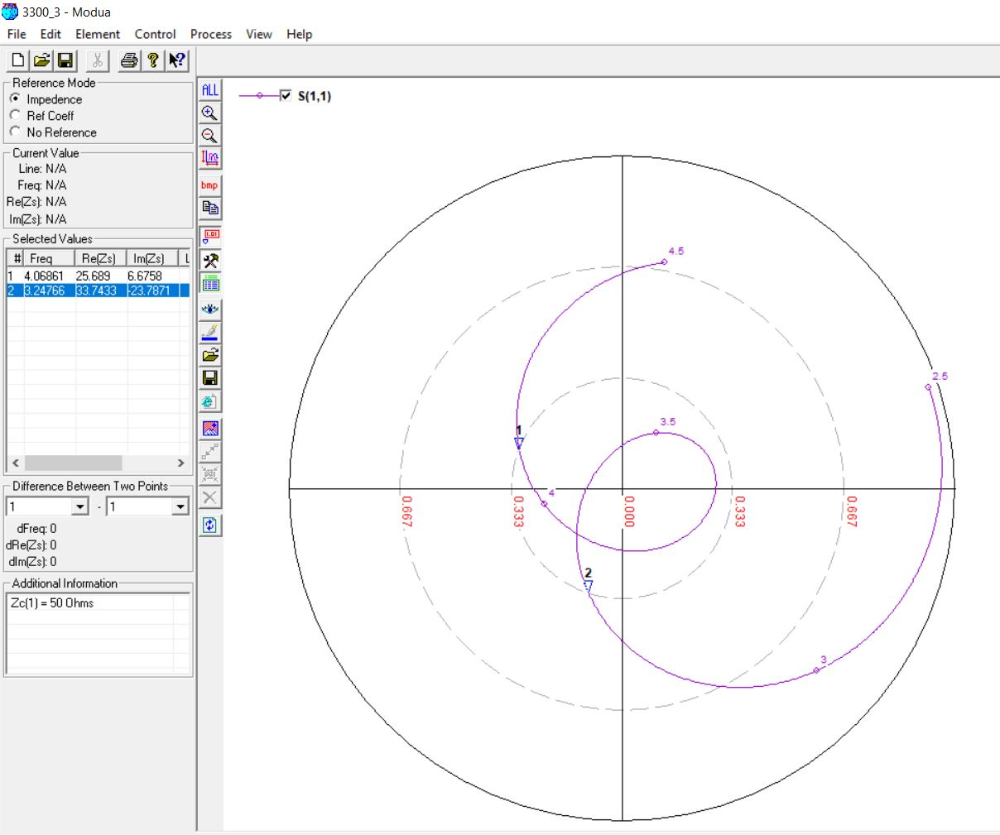 3300_3 - Modua
File Edit Element Control Process View Help
Reference Mode
Impedence
Ref Coeff
No Reference
Current Value
Line: N/A
Freq: N/A
Re(Zs): N/A
Im(Zs): N/A
Selected Values
# Freq Re(Zs) Im(Zs) L
1 4.06861 25.689 6.6758
2 3.24766 33.7433 -23.7871
Difference Between Two Points
1 - 1
dFreq: 0
dRe(Zs): 0
dIm(Zs): 0
Additional Information
Zc(1) = 50 Ohms
ALL
bmp
1.01
S(1,1)
4.5
2.5
1
3.5
4
0.667
0.333
0.000
0.333
0.667
2
3